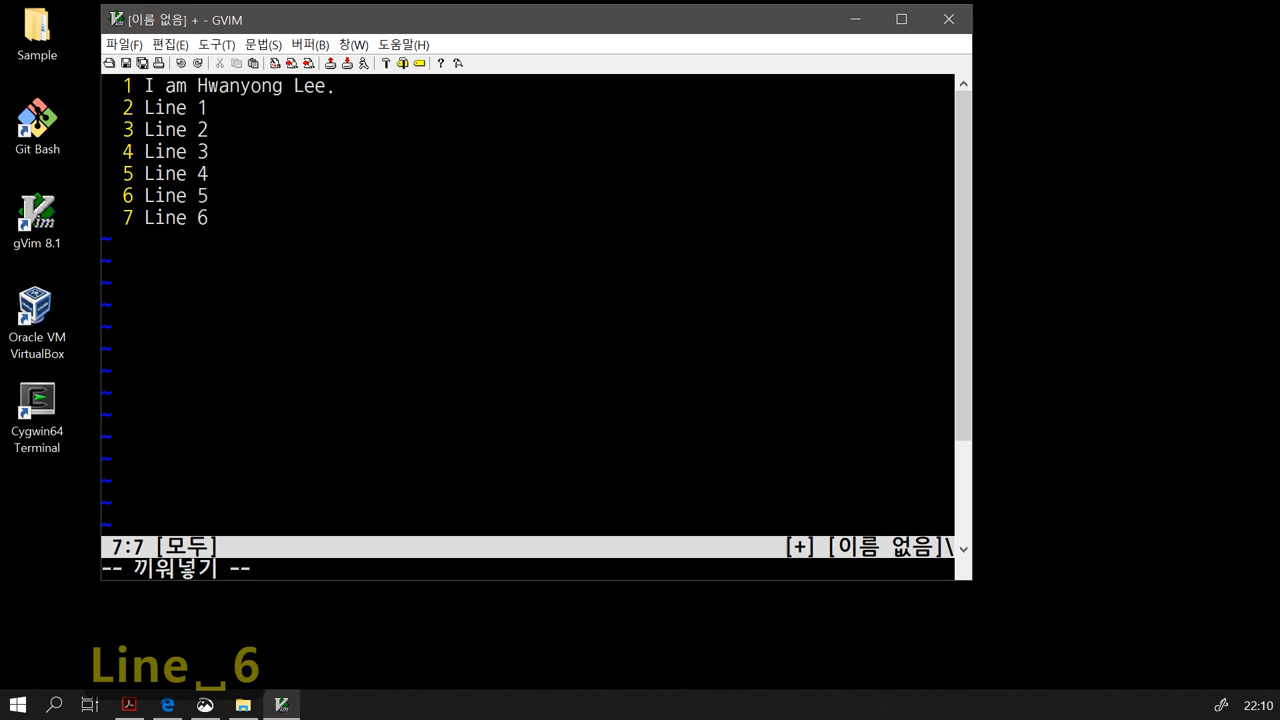 Sample
Git Bash
gVim 8.1
Oracle VM
VirtualBox
Cygwin64
Terminal
[이름 없음] + - GVIM
파일(F) 편집(E) 도구(T) 문법(S) 버퍼(B) 창(W) 도움말(H)
1 I am Hwanyong Lee.
2 Line 1
3 Line 2
4 Line 3
5 Line 4
6 Line 5
7 Line 6
~
~
~
~
~
~
~
~
~
~
~
~
~
~
7:7 [모두] [+] [이름 없음]\
-- 끼워넣기 --
Line␣6
22:10